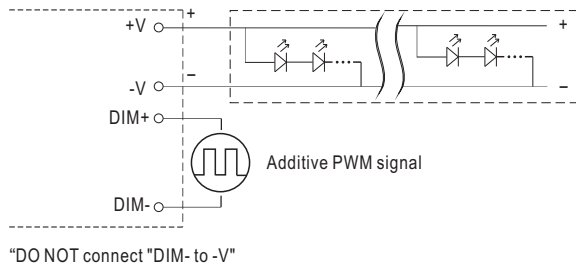 +V + +
-V − −
DIM+
Additive PWM signal
DIM-
“DO NOT connect "DIM- to -V"